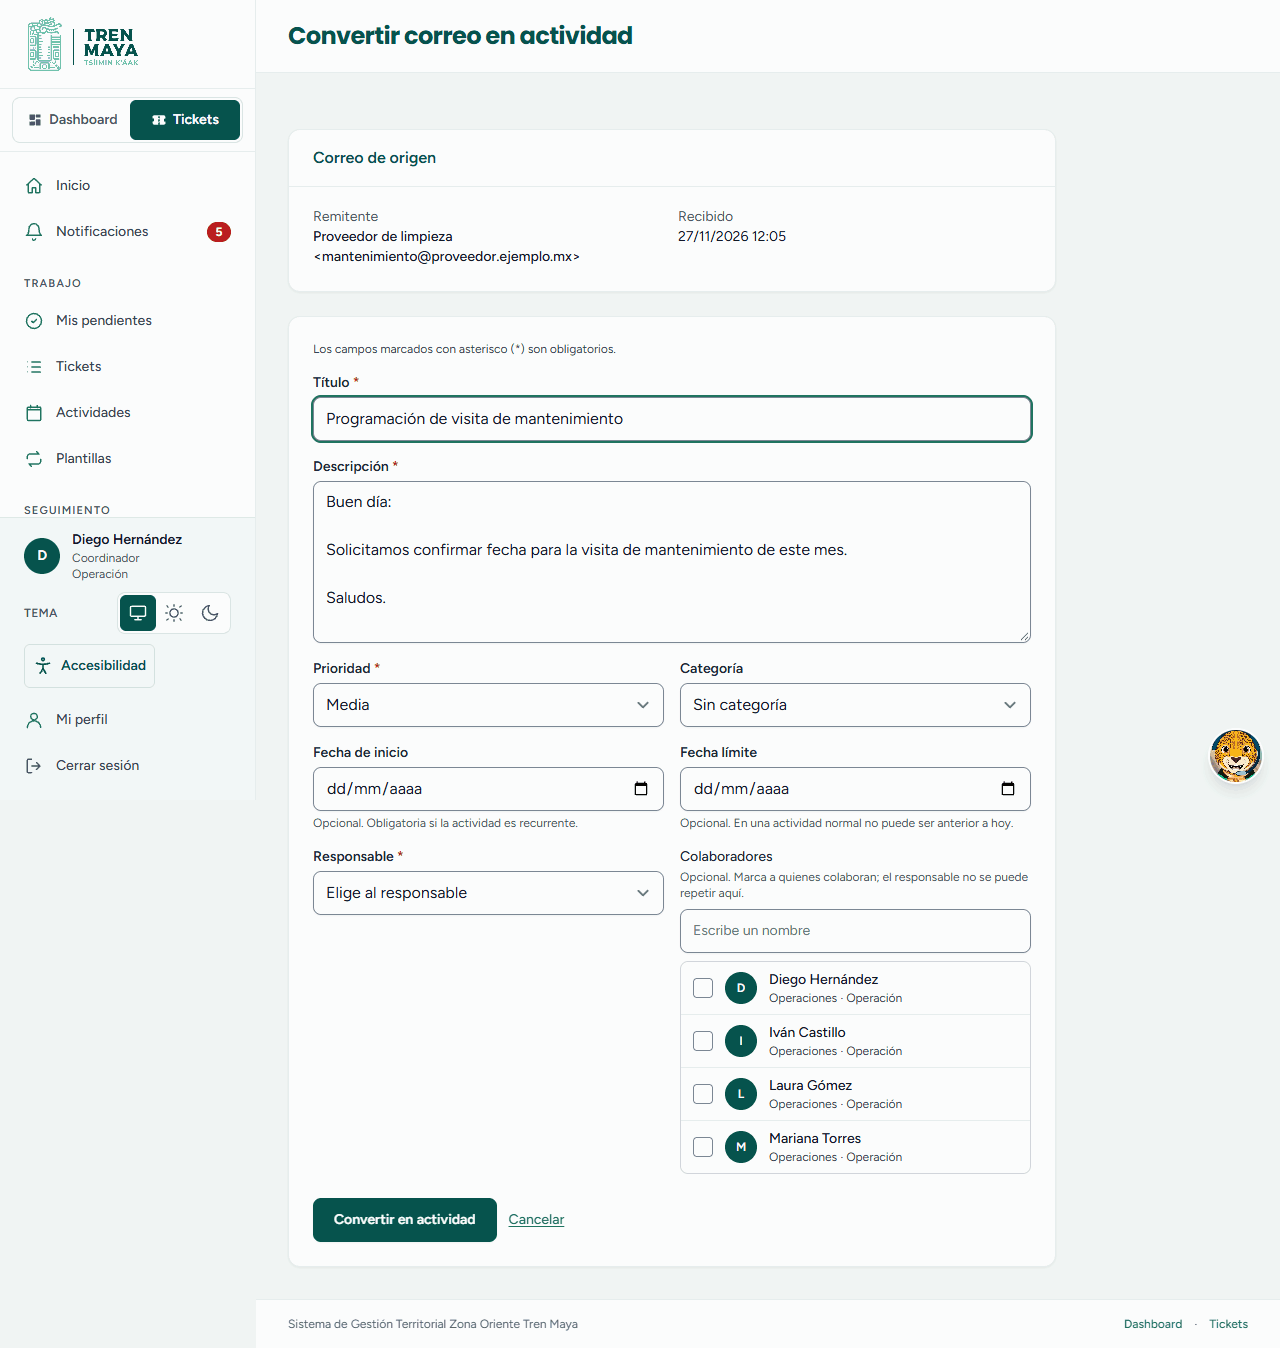 TREN
MAYA
TSÍIMIN K'ÁAK
Dashboard
Tickets
Inicio
Notificaciones
5
TRABAJO
Mis pendientes
Tickets
Actividades
Plantillas
SEGUIMIENTO
D
Diego Hernández
Coordinador
Operación
TEMA
Accesibilidad
Mi perfil
Cerrar sesión
Convertir correo en actividad
Correo de origen
Remitente
Proveedor de limpieza
<mantenimiento@proveedor.ejemplo.mx>
Recibido
27/11/2026 12:05
Los campos marcados con asterisco (*) son obligatorios.
Título *
Programación de visita de mantenimiento
Descripción *
Buen día:
Solicitamos confirmar fecha para la visita de mantenimiento de este mes.
Saludos.
Prioridad *
Media
Categoría
Sin categoría
Fecha de inicio
dd/mm/aaaa
Opcional. Obligatoria si la actividad es recurrente.
Fecha límite
dd/mm/aaaa
Opcional. En una actividad normal no puede ser anterior a hoy.
Responsable *
Elige al responsable
Colaboradores
Opcional. Marca a quienes colaboran; el responsable no se puede
repetir aquí.
Escribe un nombre
D
Diego Hernández
Operaciones · Operación
I
Iván Castillo
Operaciones · Operación
L
Laura Gómez
Operaciones · Operación
M
Mariana Torres
Operaciones · Operación
Convertir en actividad
Cancelar
Sistema de Gestión Territorial Zona Oriente Tren Maya
Dashboard · Tickets